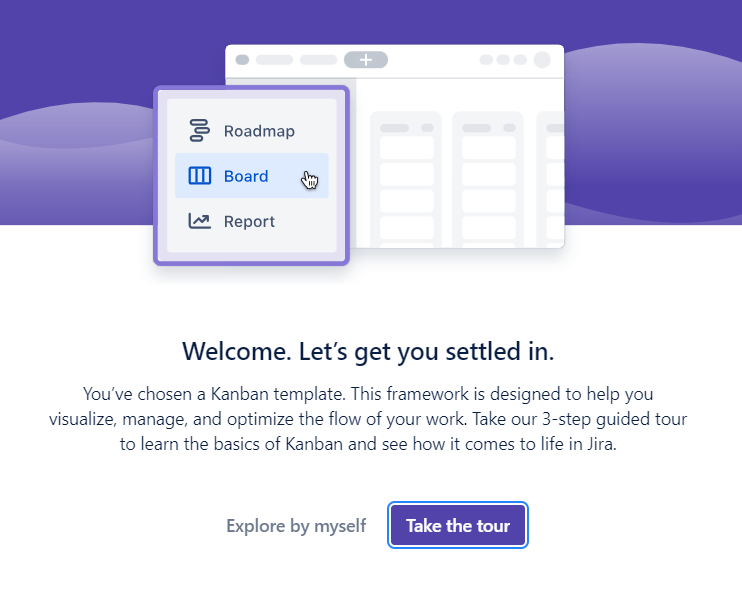 Roadmap
Board
Report
Welcome. Let’s get you settled in.
You’ve chosen a Kanban template. This framework is designed to help you
visualize, manage, and optimize the flow of your work. Take our 3-step guided tour
to learn the basics of Kanban and see how it comes to life in Jira.
Explore by myself
Take the tour